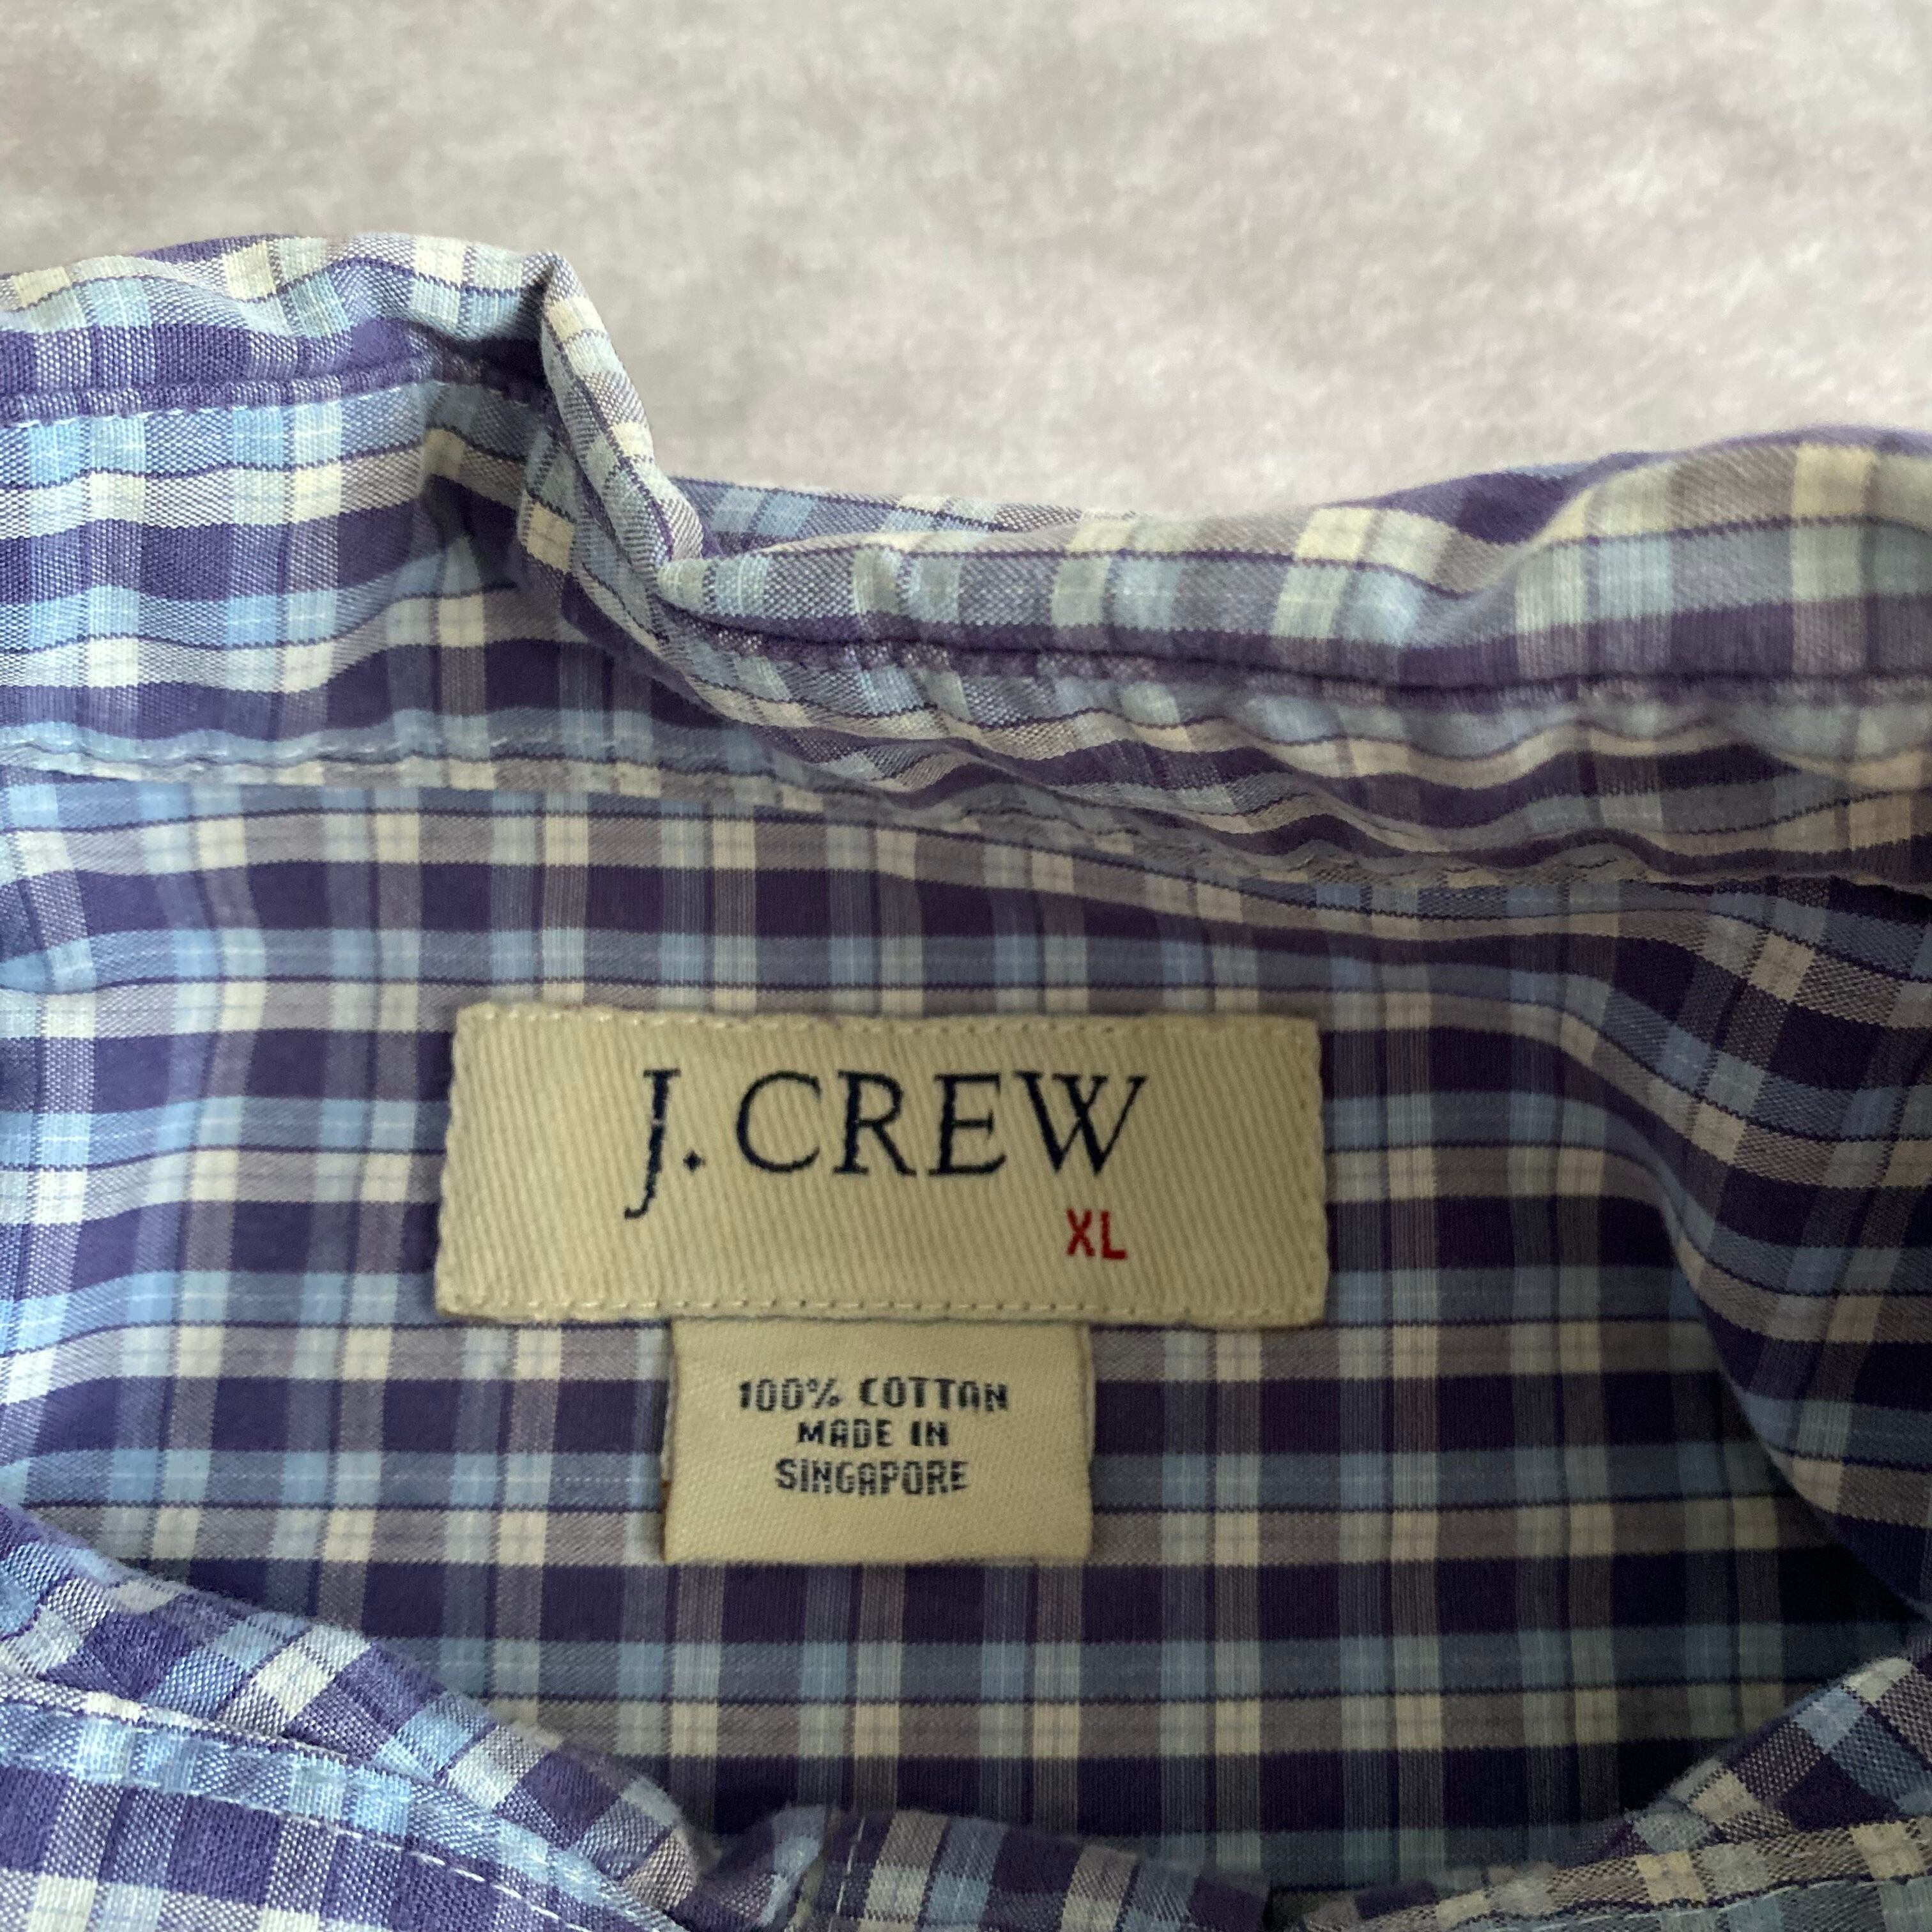 J. CREW
XL
100% COTTON
MADE IN
SINGAPORE